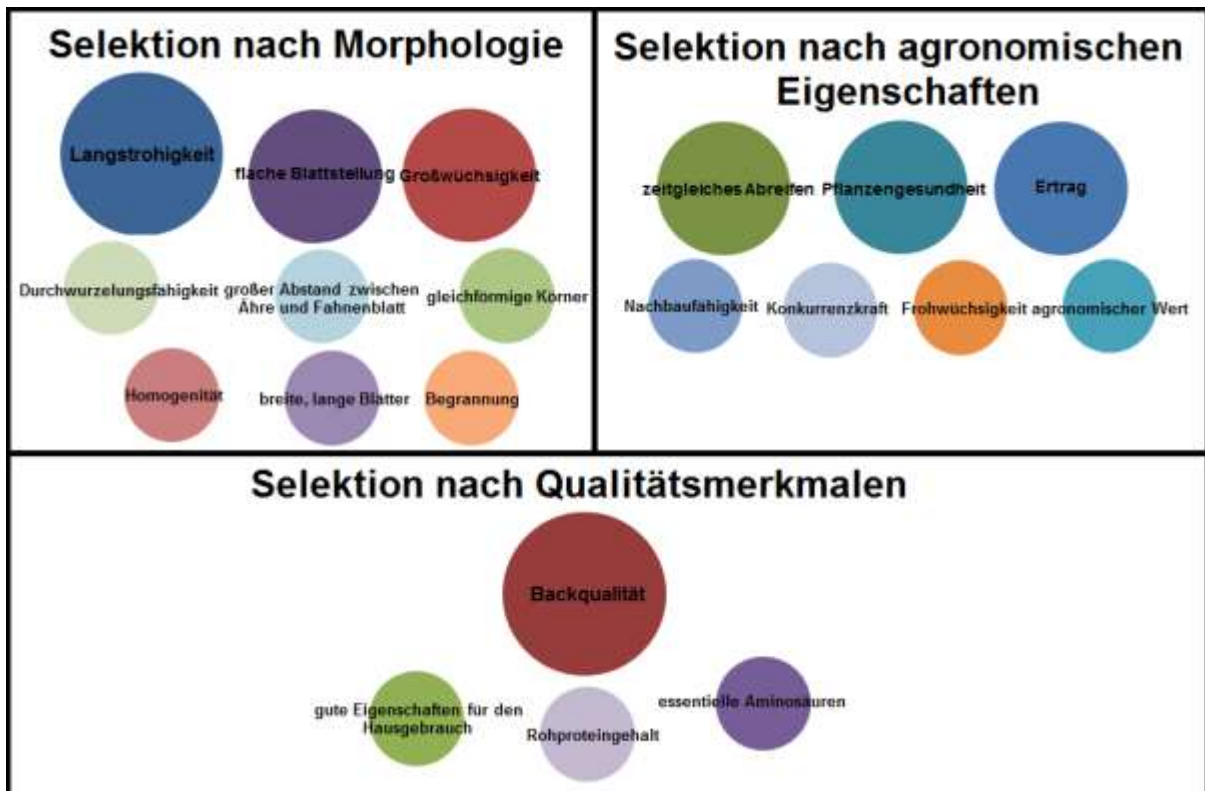 Selektion nach Morphologie
Langstrohigkeit
flache Blattstellung
Großwüchsigkeit
Durchwurzelungsfähigkeit
großer Abstand zwischen
Ähre und Fahnenblatt
gleichförmige Körner
Homogenität
breite, lange Blätter
Begrannung
Selektion nach agronomischen
Eigenschaften
zeitgleiches Abreifen
Pflanzengesundheit
Ertrag
Nachbaufähigkeit
Konkurrenzkraft
Frohwüchsigkeit
agronomischer Wert
Selektion nach Qualitätsmerkmalen
Backqualität
gute Eigenschaften für den
Hausgebrauch
Rohproteingehalt
essentielle Aminosäuren